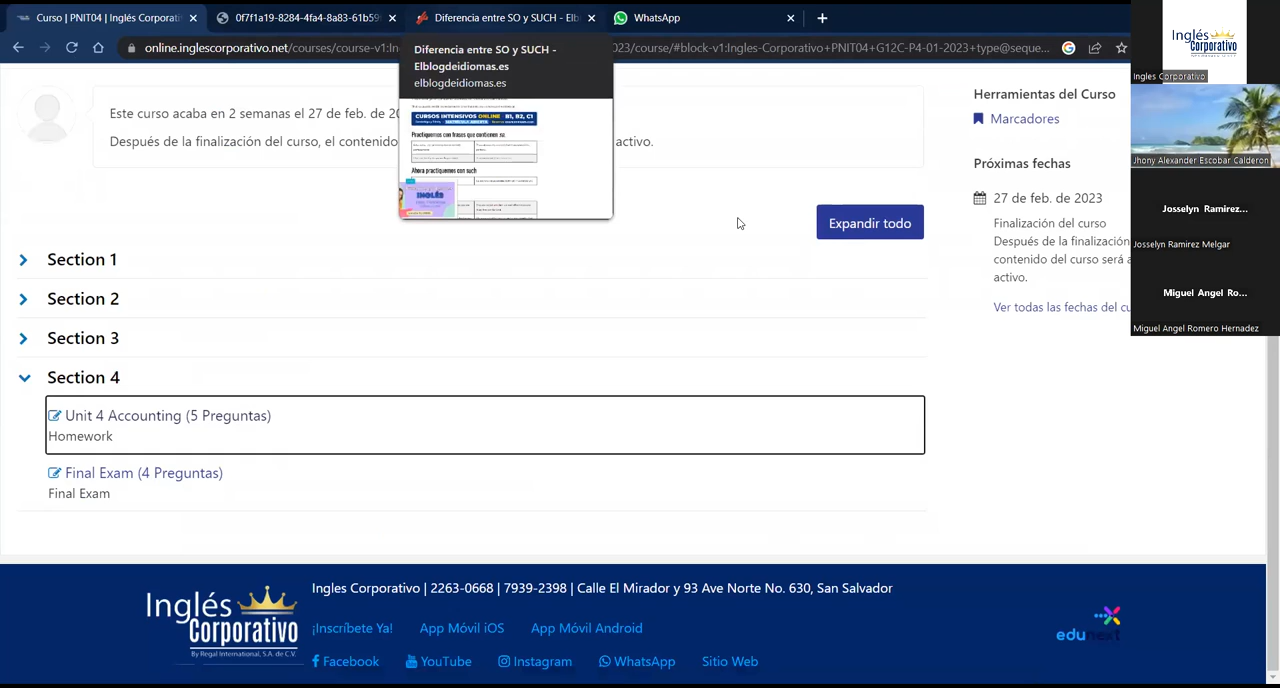 Curso | PNIT04 | Inglés Corporativ
0f7f1a19-8284-4fa4-8a83-61b59
Diferencia entre SO y SUCH - Elb
WhatsApp
online.inglescorporativo.net/courses/course-v1:In
023/course/#block-v1:Ingles-Corporativo+PNIT04+G12C-P4-01-2023+type@seque...
Diferencia entre SO y SUCH -
Elblogdeidiomas.es
elblogdeidiomas.es
CURSOS INTENSIVOS ONLINE B1, B2, C1
Practiquemos con frases que contienen so
Ahora practiquemos con such
INGLÉS
Este curso acaba en 2 semanas el 27 de feb. de 20
Después de la finalización del curso, el contenido
activo.
Expandir todo
Section 1
Section 2
Section 3
Section 4
Unit 4 Accounting (5 Preguntas)
Homework
Final Exam (4 Preguntas)
Final Exam
Herramientas del Curso
Marcadores
Próximas fechas
27 de feb. de 2023
Finalización del curso
Después de la finalización
contenido del curso será a
activo.
Ver todas las fechas del cu
Inglés
Corporativo
Ingles Corporativo
Jhony Alexander Escobar Calderon
Josselyn Ramirez...
Josselyn Ramirez Melgar
Miguel Angel Ro...
Miguel Angel Romero Hernadez
Inglés
Corporativo
By Regal International, S.A. de C.V.
Ingles Corporativo | 2263-0668 | 7939-2398 | Calle El Mirador y 93 Ave Norte No. 630, San Salvador
¡Inscríbete Ya!
App Móvil iOS
App Móvil Android
Facebook
YouTube
Instagram
WhatsApp
Sitio Web
edunext